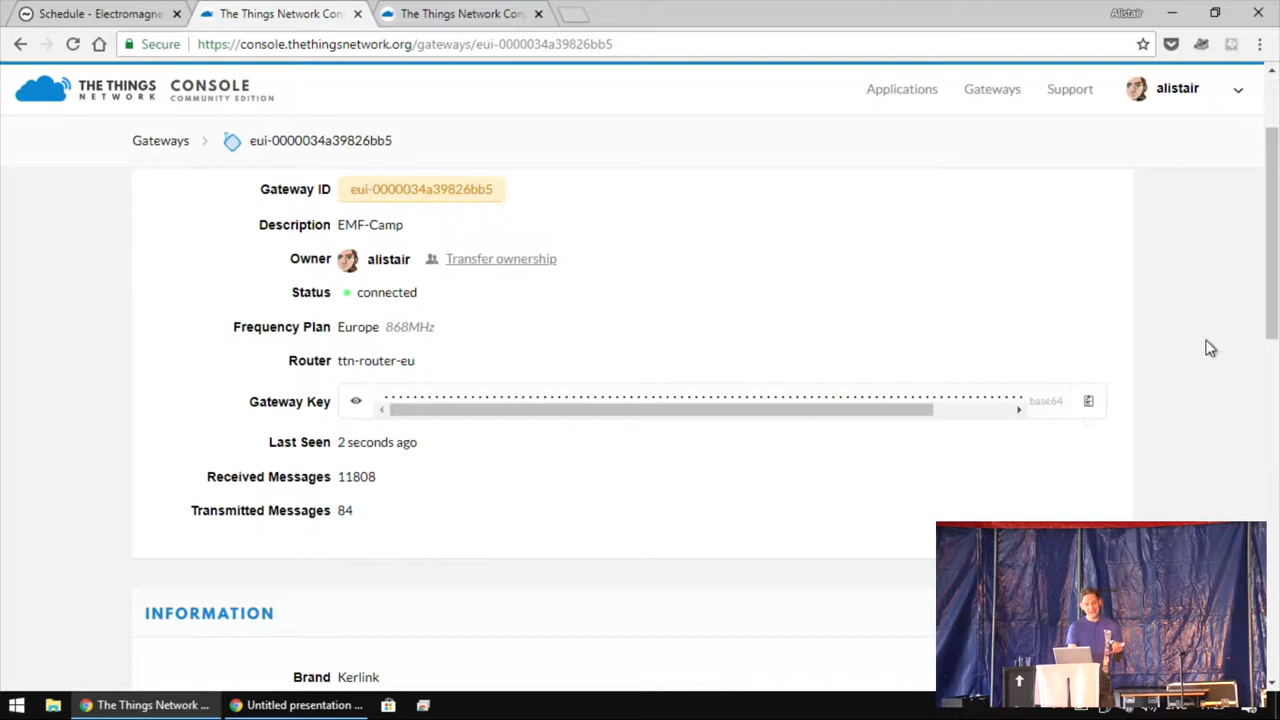 Schedule - Electromagne
The Things Network Con
The Things Network Con
Alistair
Secure
https://console.thethingsnetwork.org/gateways/eui-0000034a39826bb5
THE THINGS NETWORK
CONSOLE
COMMUNITY EDITION
Applications
Gateways
Support
alistair
Gateways
eui-0000034a39826bb5
Gateway ID eui-0000034a39826bb5
Description EMF-Camp
Owner alistair Transfer ownership
Status connected
Frequency Plan Europe 868MHz
Router ttn-router-eu
Gateway Key base64
Last Seen 2 seconds ago
Received Messages 11808
Transmitted Messages 84
INFORMATION
Brand Kerlink
The Things Network ...
Untitled presentation ...